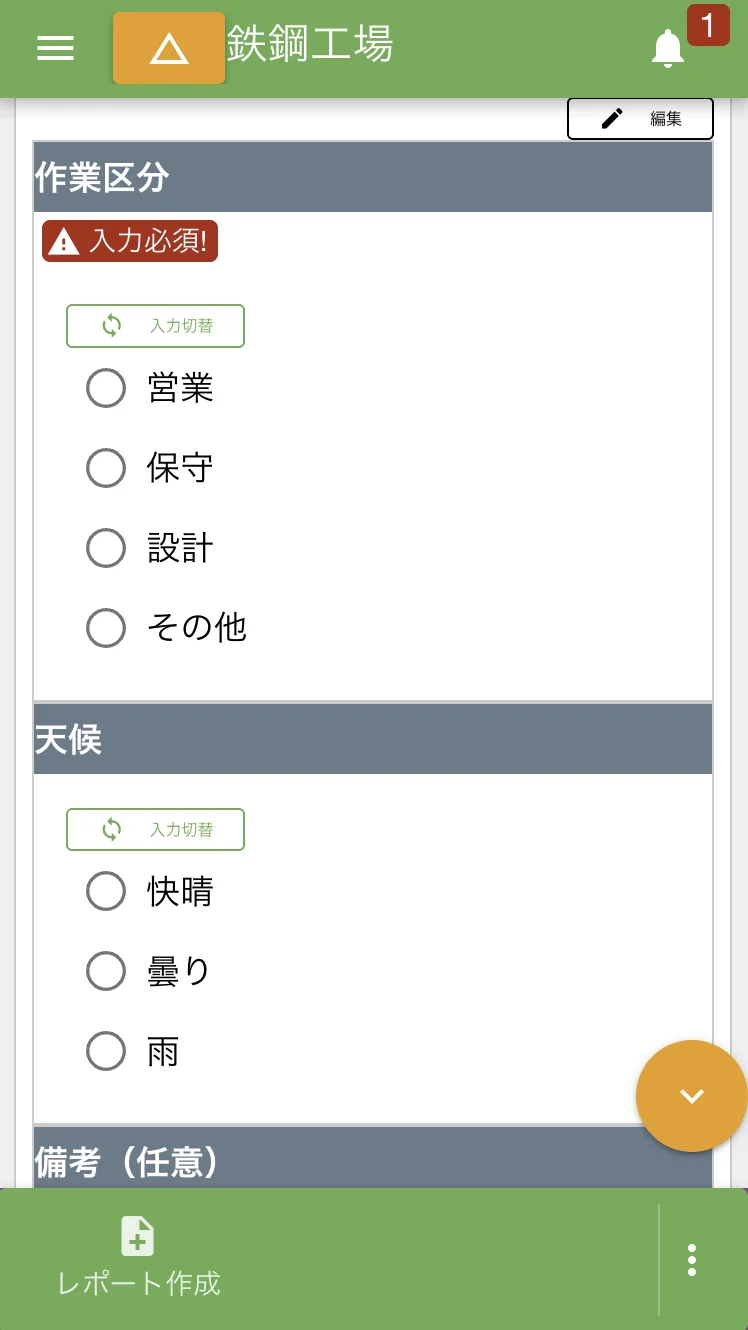 鉄鋼工場
1
編集
作業区分
入力必須!
入力切替
営業
保守
設計
その他
天候
入力切替
快晴
曇り
雨
備考（任意）
レポート作成